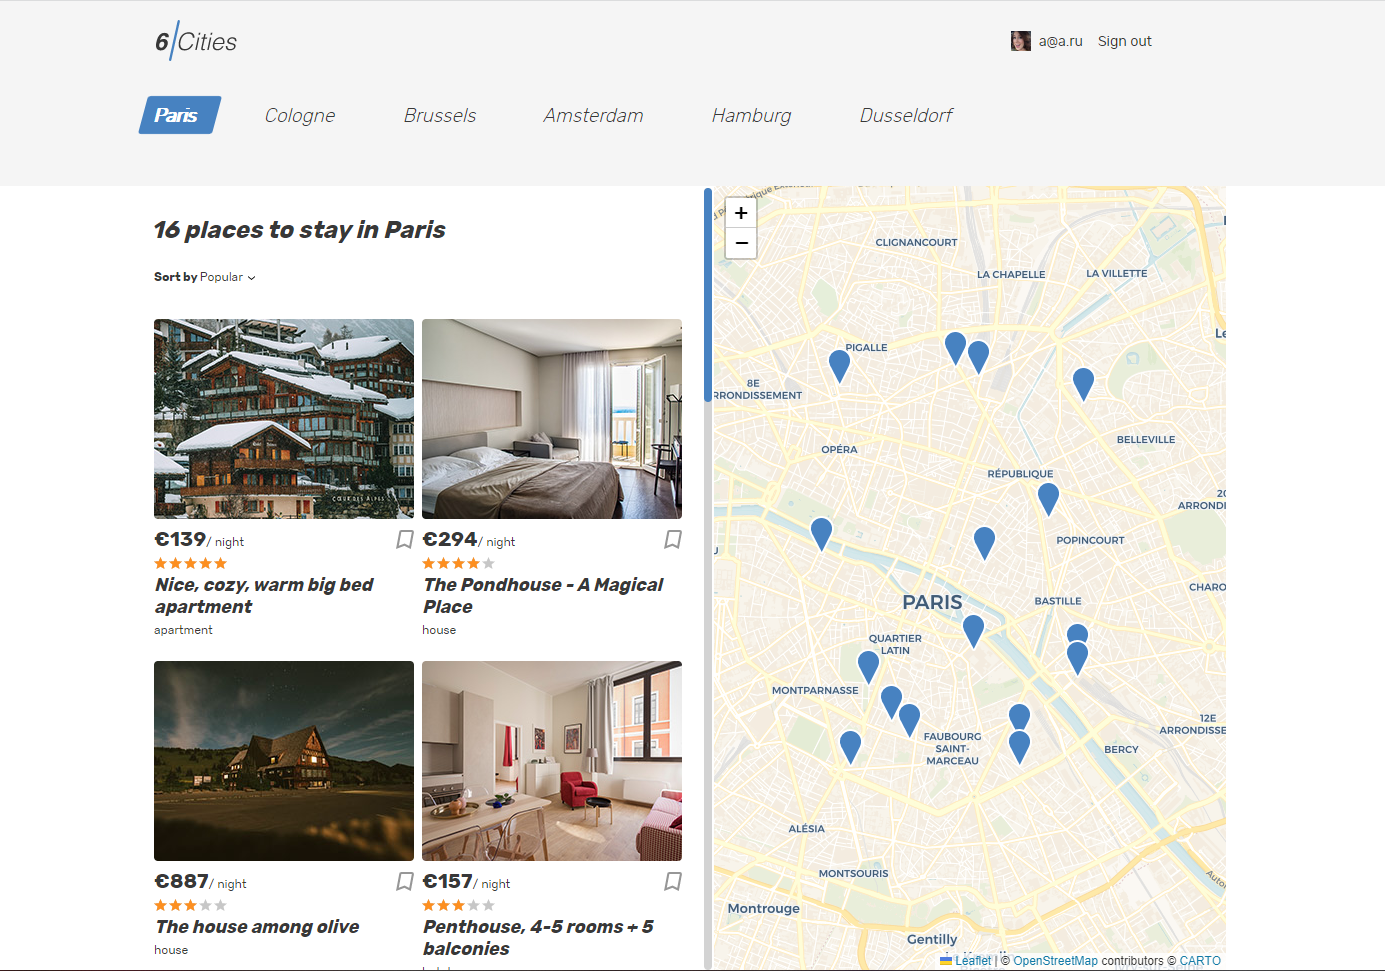 6 Cities
a@a.ru Sign out
Paris Cologne Brussels Amsterdam Hamburg Dusseldorf
16 places to stay in Paris
Sort by Popular
€139/ night
Nice, cozy, warm big bed
apartment
apartment
€294/ night
The Pondhouse - A Magical
Place
house
CŒUR DES ALPES
€887/ night
The house among olive
house
€157/ night
Penthouse, 4-5 rooms + 5
balconies
+
−
CLIGNANCOURT
LA CHAPELLE
LA VILLETTE
PIGALLE
8E
RRONDISSEMENT
OPÉRA
BELLEVILLE
RÉPUBLIQUE
ARRONDI
POPINCOURT
CHARO
PARIS
BASTILLE
QUARTIER
LATIN
MONTPARNASSE
12E
ARRONDISSE
FAUBOURG
SAINT-
MARCEAU
BERCY
ALÉSIA
MONTSOURIS
Montrouge
Gentilly
Leaflet | © OpenStreetMap contributors © CARTO